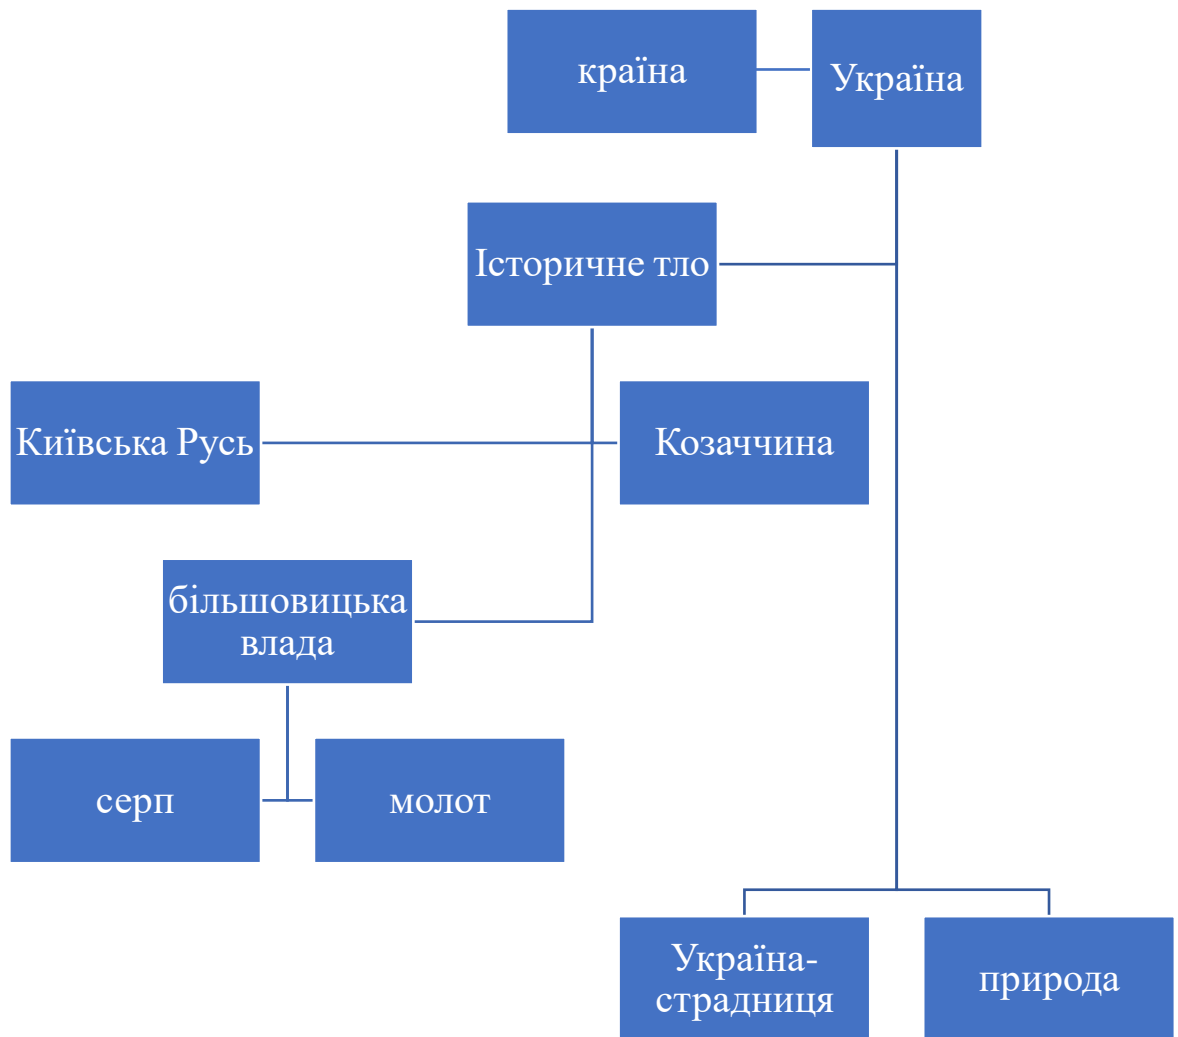 країна
Україна
Історичне тло
Київська Русь
Козаччина
більшовицька
влада
серп
молот
Україна-
страдниця
природа